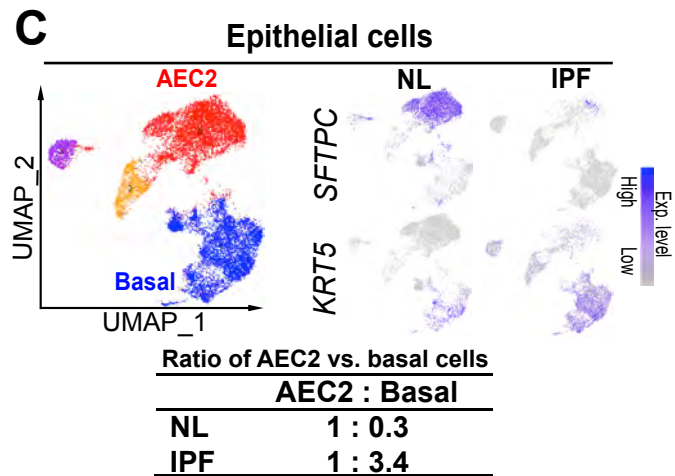 C
Epithelial cells
AEC2
NL
IPF
UMAP_2
SFTPC
KRT5
High
Low
Exp. level
Basal
UMAP_1
Ratio of AEC2 vs. basal cells
AEC2 : Basal
NL 1 : 0.3
IPF 1 : 3.4